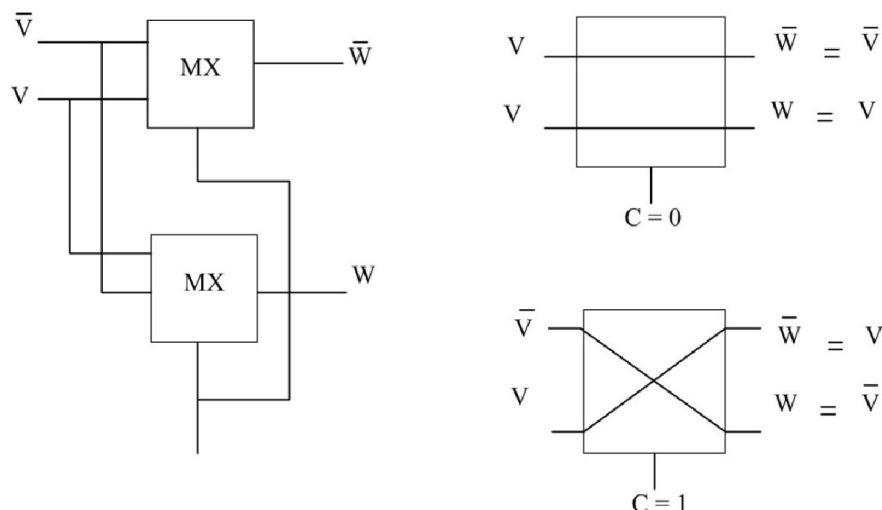 V̅
MX
W̅
V
MX
W
V
W̅ = V̅
V
W = V
C = 0
V̅
W̅ = V
V
W = V̅
C = 1